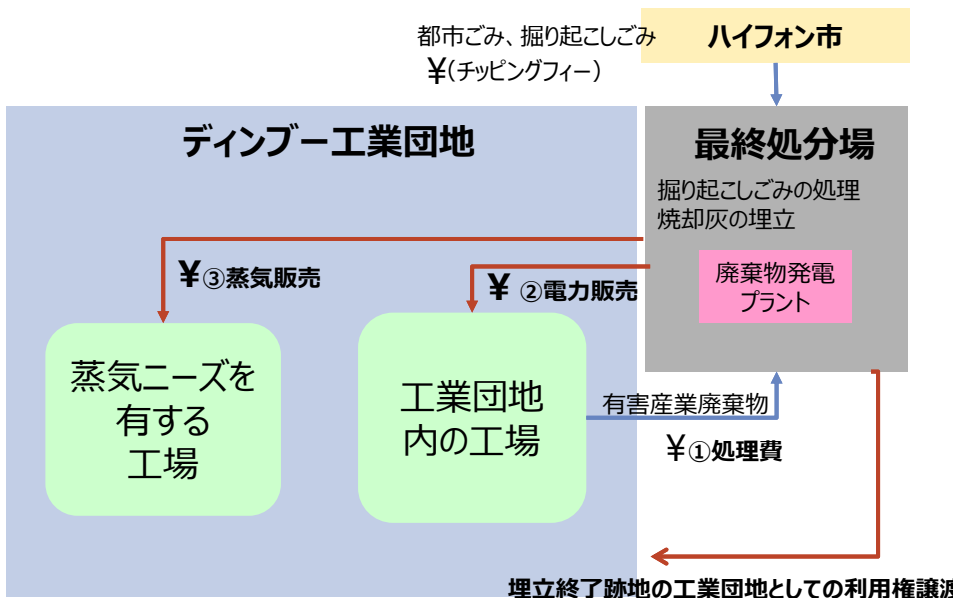 都市ごみ、掘り起こしごみ
¥(チッピングフィー)
ハイフォン市
ディンブー工業団地
最終処分場
掘り起こしごみの処理
焼却灰の埋立
廃棄物発電
プラント
¥③蒸気販売
¥ ②電力販売
蒸気ニーズを
有する
工場
工業団地
内の工場
有害産業廃棄物
¥①処理費
埋立終了跡地の工業団地としての利用権譲渡